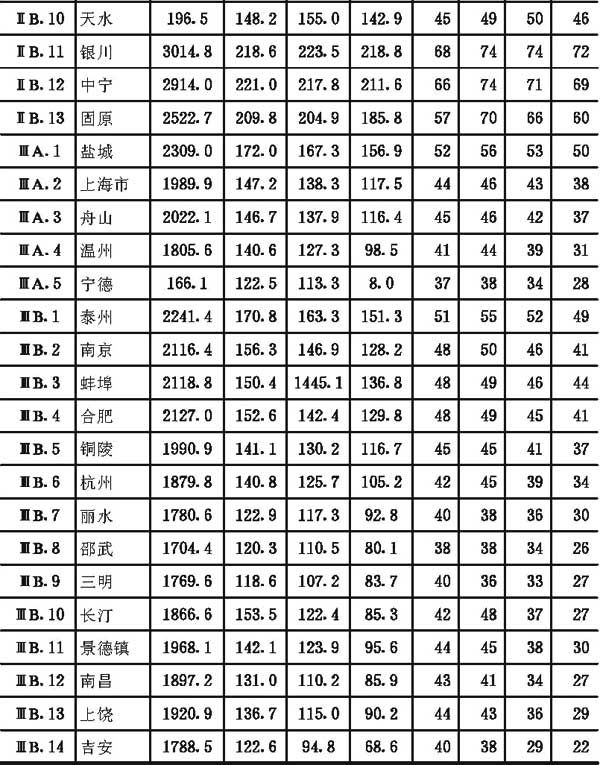 ⅡB.10 天水 196.5 148.2 155.0 142.9 45 49 50 46
ⅡB.11 银川 3014.8 218.6 223.5 218.8 68 74 74 72
ⅡB.12 中宁 2914.0 221.0 217.8 211.6 66 74 71 69
ⅡB.13 固原 2522.7 209.8 204.9 185.8 57 70 66 60
ⅢA.1 盐城 2309.0 172.0 167.3 156.9 52 56 53 50
ⅢA.2 上海市 1989.9 147.2 138.3 117.5 44 46 43 38
ⅢA.3 舟山 2022.1 146.7 137.9 116.4 45 46 42 37
ⅢA.4 温州 1805.6 140.6 127.3 98.5 41 44 39 31
ⅢA.5 宁德 166.1 122.5 113.3 8.0 37 38 34 28
ⅢB.1 泰州 2241.4 170.8 163.3 151.3 51 55 52 49
ⅢB.2 南京 2116.4 156.3 146.9 128.2 48 50 46 41
ⅢB.3 蚌埠 2118.8 150.4 1445.1 136.8 48 49 46 44
ⅢB.4 合肥 2127.0 152.6 142.4 129.8 48 49 45 41
ⅢB.5 铜陵 1990.9 141.1 130.2 116.7 45 45 41 37
ⅢB.6 杭州 1879.8 140.8 125.7 105.2 42 45 39 34
ⅢB.7 丽水 1780.6 122.9 117.3 92.8 40 38 36 30
ⅢB.8 邵武 1704.4 120.3 110.5 80.1 38 38 34 26
ⅢB.9 三明 1769.6 118.6 107.2 83.7 40 36 33 27
ⅢB.10 长汀 1866.6 153.5 122.4 85.3 42 48 37 27
ⅢB.11 景德镇 1968.1 142.1 123.9 95.6 44 45 38 30
ⅢB.12 南昌 1897.2 131.0 110.2 85.9 43 41 34 27
ⅢB.13 上饶 1920.9 136.7 115.0 90.2 44 43 36 29
ⅢB.14 吉安 1788.5 122.6 94.8 68.6 40 38 29 22